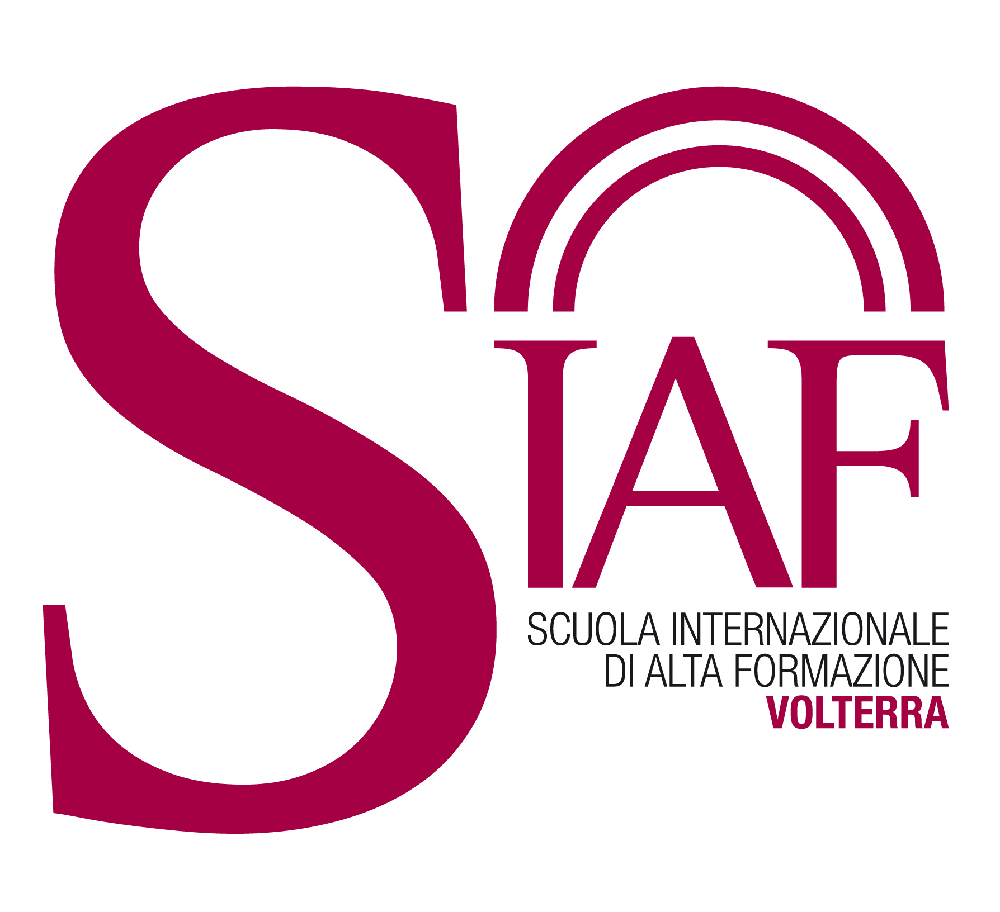 SIAF
SCUOLA INTERNAZIONALE
DI ALTA FORMAZIONE
VOLTERRA